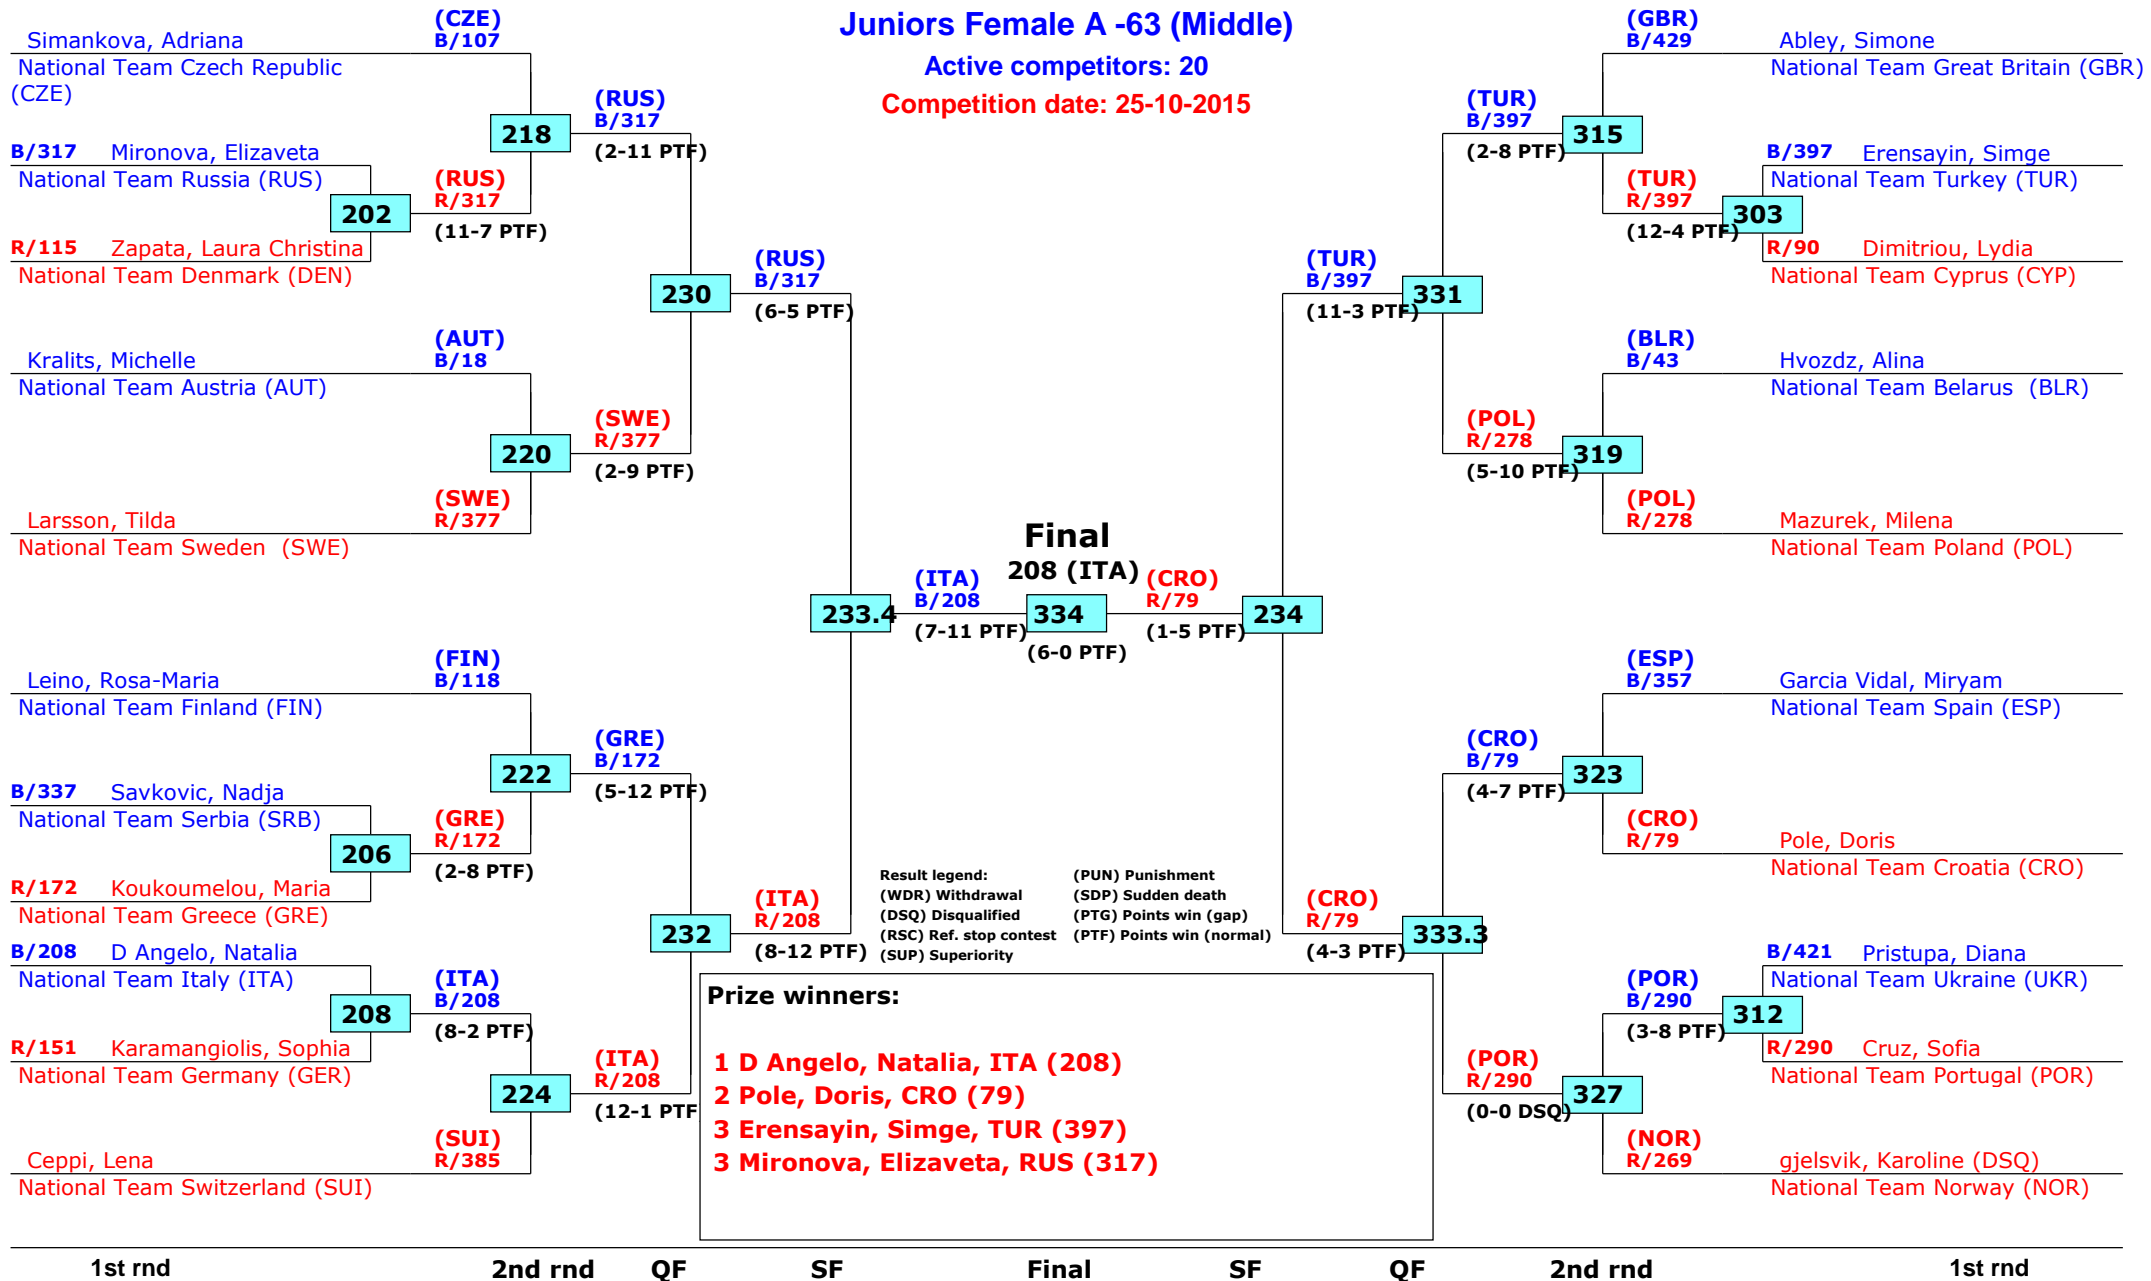 Juniors Female A -63 (Middle)
Active competitors: 20
Competition date: 25-10-2015
(CZE)
Simankova, Adriana B/107
National Team Czech Republic
(CZE)
(RUS)
B/317
218
(2-11 PTF)
B/317 Mironova, Elizaveta
National Team Russia (RUS)
(RUS)
R/317
202
(11-7 PTF)
R/115 Zapata, Laura Christina
National Team Denmark (DEN)
(RUS)
B/317
230
(6-5 PTF)
(AUT)
Kralits, Michelle B/18
National Team Austria (AUT)
(SWE)
R/377
220
(2-9 PTF)
(SWE)
Larsson, Tilda R/377
National Team Sweden (SWE)
233.4
(ITA)
B/208
(7-11 PTF)
(FIN)
Leino, Rosa-Maria B/118
National Team Finland (FIN)
(GRE)
B/172
222
(5-12 PTF)
B/337 Savkovic, Nadja
National Team Serbia (SRB)
(GRE)
R/172
206
(2-8 PTF)
R/172 Koukoumelou, Maria
National Team Greece (GRE)
(ITA)
R/208
232
(8-12 PTF)
B/208 D Angelo, Natalia
National Team Italy (ITA)
(ITA)
B/208
208
(8-2 PTF)
R/151 Karamangiolis, Sophia
National Team Germany (GER)
(ITA)
R/208
224
(12-1 PTF
(SUI)
Ceppi, Lena R/385
National Team Switzerland (SUI)
Final
208 (ITA)
334
(6-0 PTF)
(CRO)
R/79
234
(1-5 PTF)
(GBR)
B/429 Abley, Simone
National Team Great Britain (GBR)
(TUR)
B/397
315
(2-8 PTF)
B/397 Erensayin, Simge
National Team Turkey (TUR)
(TUR)
R/397
303
(12-4 PTF)
R/90 Dimitriou, Lydia
National Team Cyprus (CYP)
(TUR)
B/397
331
(11-3 PTF)
(BLR)
B/43 Hvozdz, Alina
National Team Belarus (BLR)
(POL)
R/278
319
(5-10 PTF)
(POL)
R/278 Mazurek, Milena
National Team Poland (POL)
(ESP)
B/357 Garcia Vidal, Miryam
National Team Spain (ESP)
(CRO)
B/79
323
(4-7 PTF)
(CRO)
R/79 Pole, Doris
National Team Croatia (CRO)
(CRO)
R/79
333.3
(4-3 PTF)
B/421 Pristupa, Diana
National Team Ukraine (UKR)
(POR)
B/290
312
(3-8 PTF)
R/290 Cruz, Sofia
National Team Portugal (POR)
(POR)
R/290
327
(0-0 DSQ)
(NOR)
R/269 gjelsvik, Karoline (DSQ)
National Team Norway (NOR)
Result legend: (PUN) Punishment
(WDR) Withdrawal (SDP) Sudden death
(DSQ) Disqualified (PTG) Points win (gap)
(RSC) Ref. stop contest (PTF) Points win (normal)
(SUP) Superiority
Prize winners:
1 D Angelo, Natalia, ITA (208)
2 Pole, Doris, CRO (79)
3 Erensayin, Simge, TUR (397)
3 Mironova, Elizaveta, RUS (317)
1st rnd 2nd rnd QF SF Final SF QF 2nd rnd 1st rnd